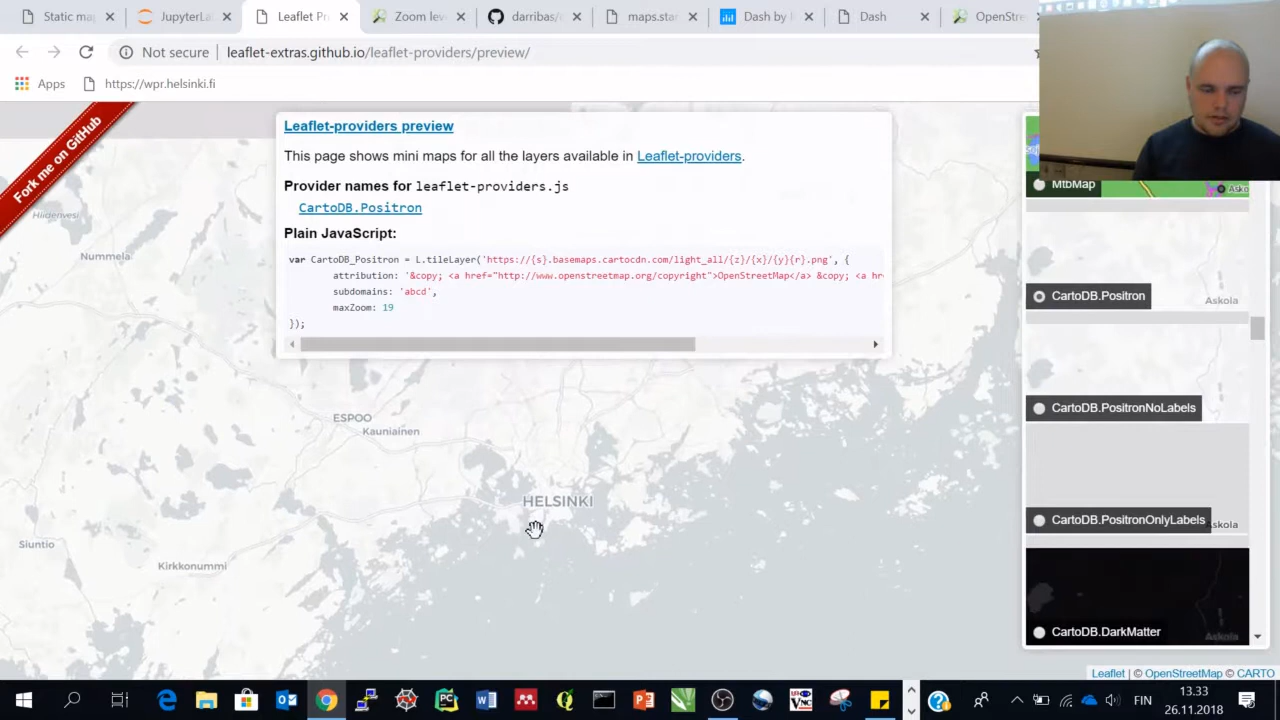 Static ma
JupyterLa
Leaflet Pr
Zoom lev
darribas/c
maps.star
Dash by
Dash
OpenStre
Not secure
leaflet-extras.github.io/leaflet-providers/preview/
Apps
https://wpr.helsinki.fi
Fork me on GitHub
Leaflet-providers preview
This page shows mini maps for all the layers available in Leaflet-providers.
Provider names for leaflet-providers.js
CartoDB.Positron
Plain JavaScript:
var CartoDB_Positron = L.tileLayer('https://{s}.basemaps.cartocdn.com/light_all/{z}/{x}/{y}{r}.png', {
attribution: '&copy; <a href="http://www.openstreetmap.org/copyright">OpenStreetMap</a> &copy; <a hr
subdomains: 'abcd',
maxZoom: 19
});
Hiidenvesi
Nummela
ESPOO
Kauniainen
HELSINKI
Siuntio
Kirkkonummi
MtbMap
Asko
CartoDB.Positron
Askola
CartoDB.PositronNoLabels
CartoDB.PositronOnlyLabels
Askola
CartoDB.DarkMatter
Askola
Leaflet | © OpenStreetMap © CARTO
FIN
13.33
26.11.2018